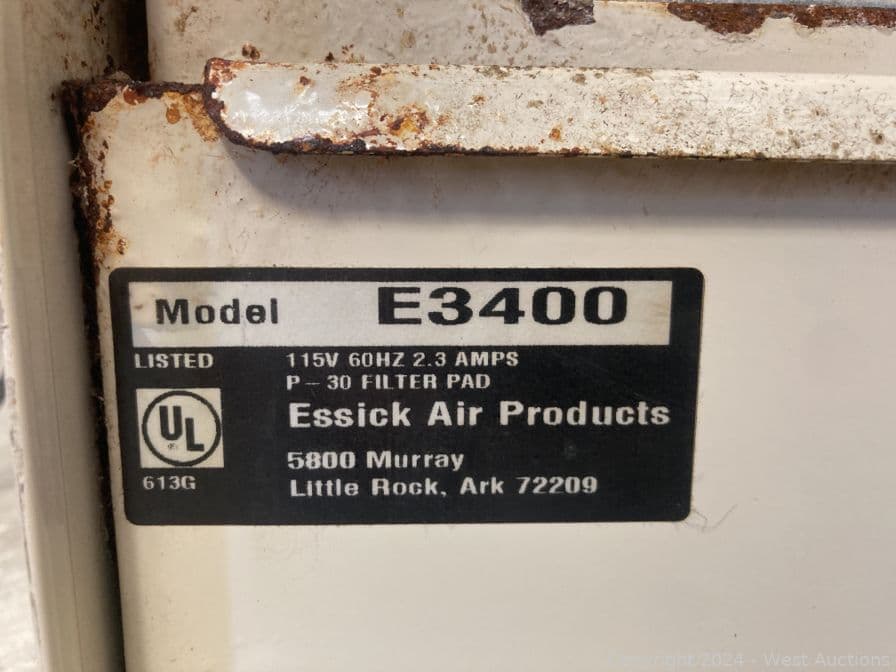 Model E3400
LISTED 115V 60HZ 2.3 AMPS
P-30 FILTER PAD
Essick Air Products
UL
5800 Murray
613G Little Rock, Ark 72209
Copyright 2024 - West Auctions